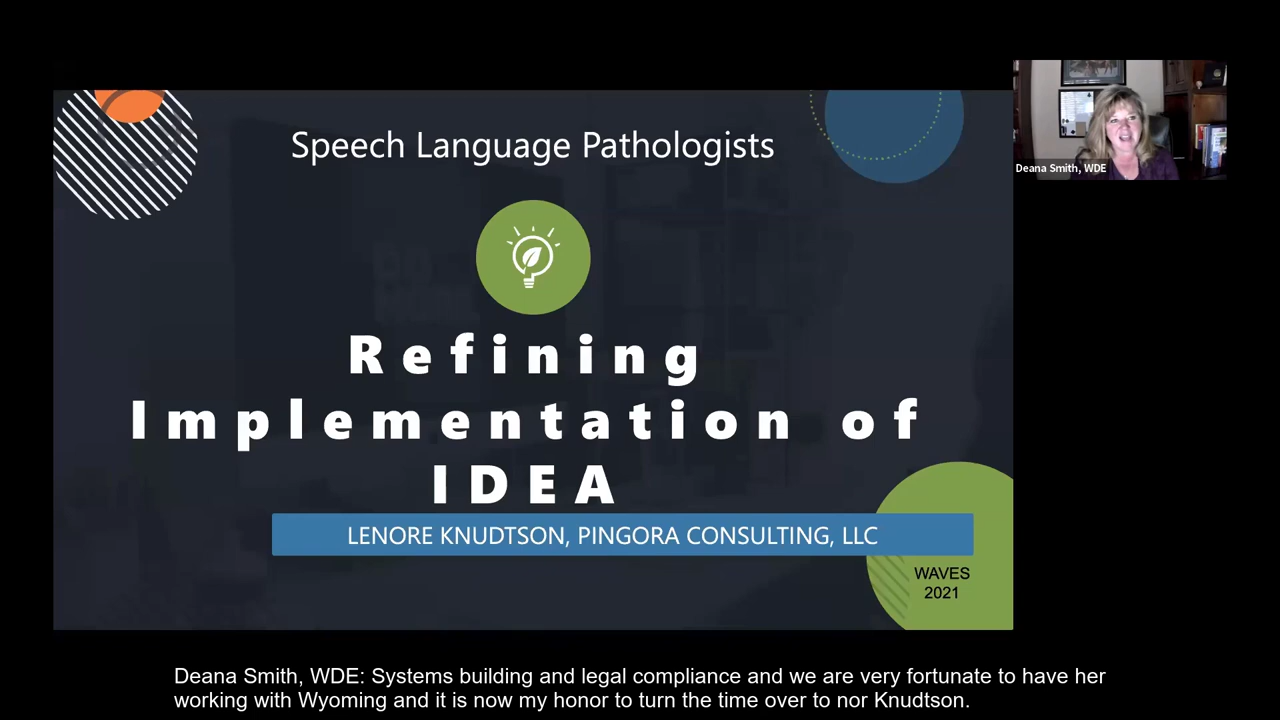 Speech Language Pathologists
Deana Smith, WDE
Refining
Implementation of
IDEA
LENORE KNUDTSON, PINGORA CONSULTING, LLC
WAVES
2021
Deana Smith, WDE: Systems building and legal compliance and we are very fortunate to have her
working with Wyoming and it is now my honor to turn the time over to nor Knudtson.